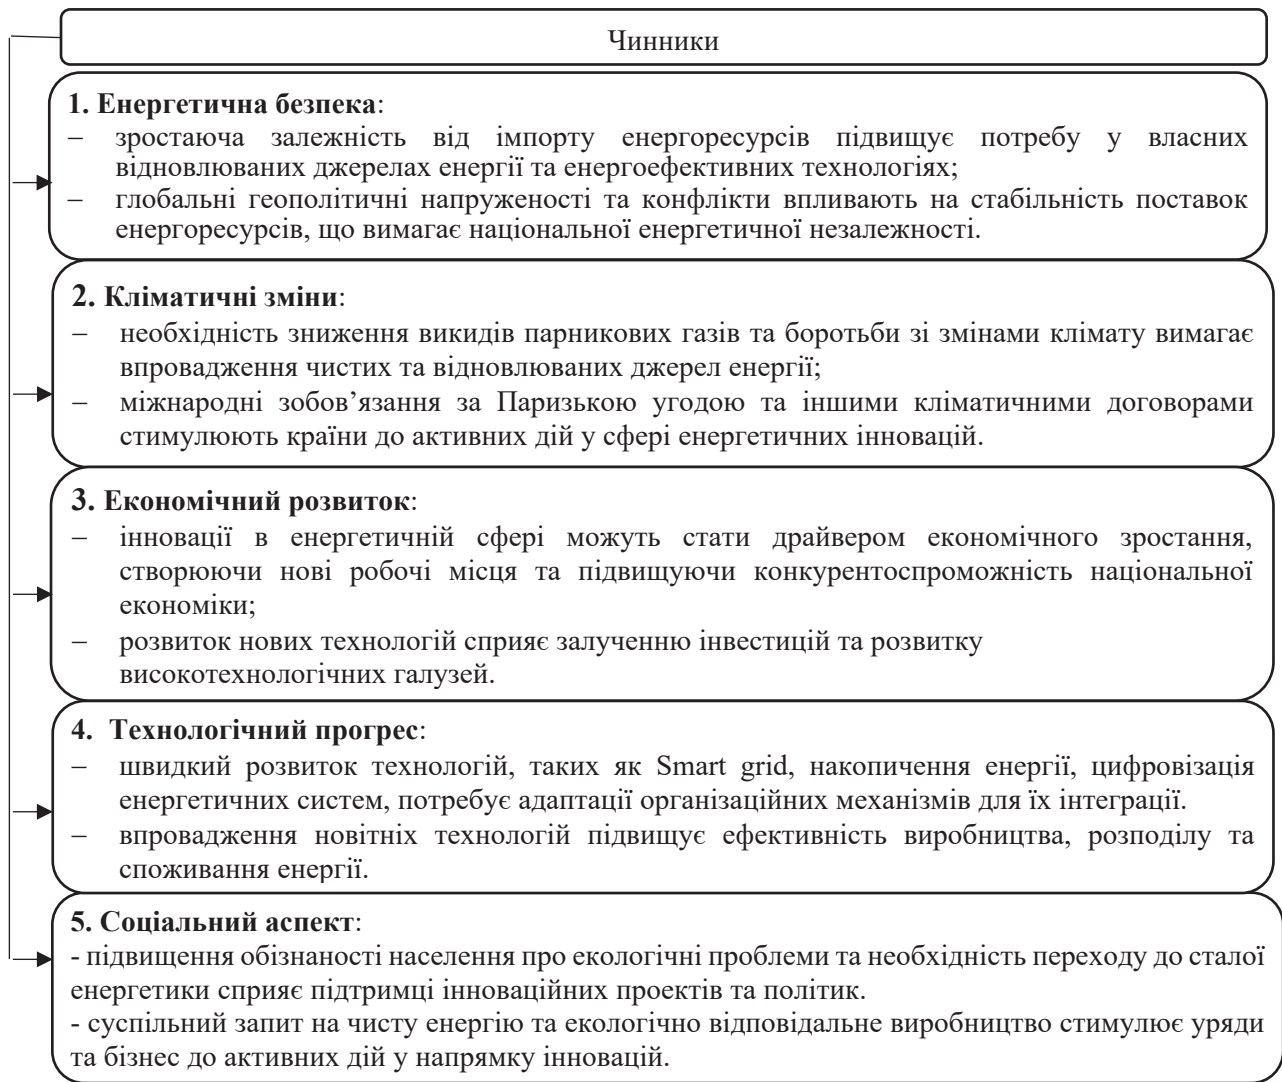 Чинники
1. Енергетична безпека:
– зростаюча залежність від імпорту енергоресурсів підвищує потребу у власних
відновлюваних джерелах енергії та енергоефективних технологіях;
– глобальні геополітичні напруженості та конфлікти впливають на стабільність поставок
енергоресурсів, що вимагає національної енергетичної незалежності.
2. Кліматичні зміни:
– необхідність зниження викидів парникових газів та боротьби зі змінами клімату вимагає
впровадження чистих та відновлюваних джерел енергії;
– міжнародні зобов’язання за Паризькою угодою та іншими кліматичними договорами
стимулюють країни до активних дій у сфері енергетичних інновацій.
3. Економічний розвиток:
– інновації в енергетичній сфері можуть стати драйвером економічного зростання,
створюючи нові робочі місця та підвищуючи конкурентоспроможність національної
економіки;
– розвиток нових технологій сприяє залученню інвестицій та розвитку
високотехнологічних галузей.
4. Технологічний прогрес:
– швидкий розвиток технологій, таких як Smart grid, накопичення енергії, цифровізація
енергетичних систем, потребує адаптації організаційних механізмів для їх інтеграції.
– впровадження новітніх технологій підвищує ефективність виробництва, розподілу та
споживання енергії.
5. Соціальний аспект:
- підвищення обізнаності населення про екологічні проблеми та необхідність переходу до сталої
енергетики сприяє підтримці інноваційних проектів та політик.
- суспільний запит на чисту енергію та екологічно відповідальне виробництво стимулює уряди
та бізнес до активних дій у напрямку інновацій.